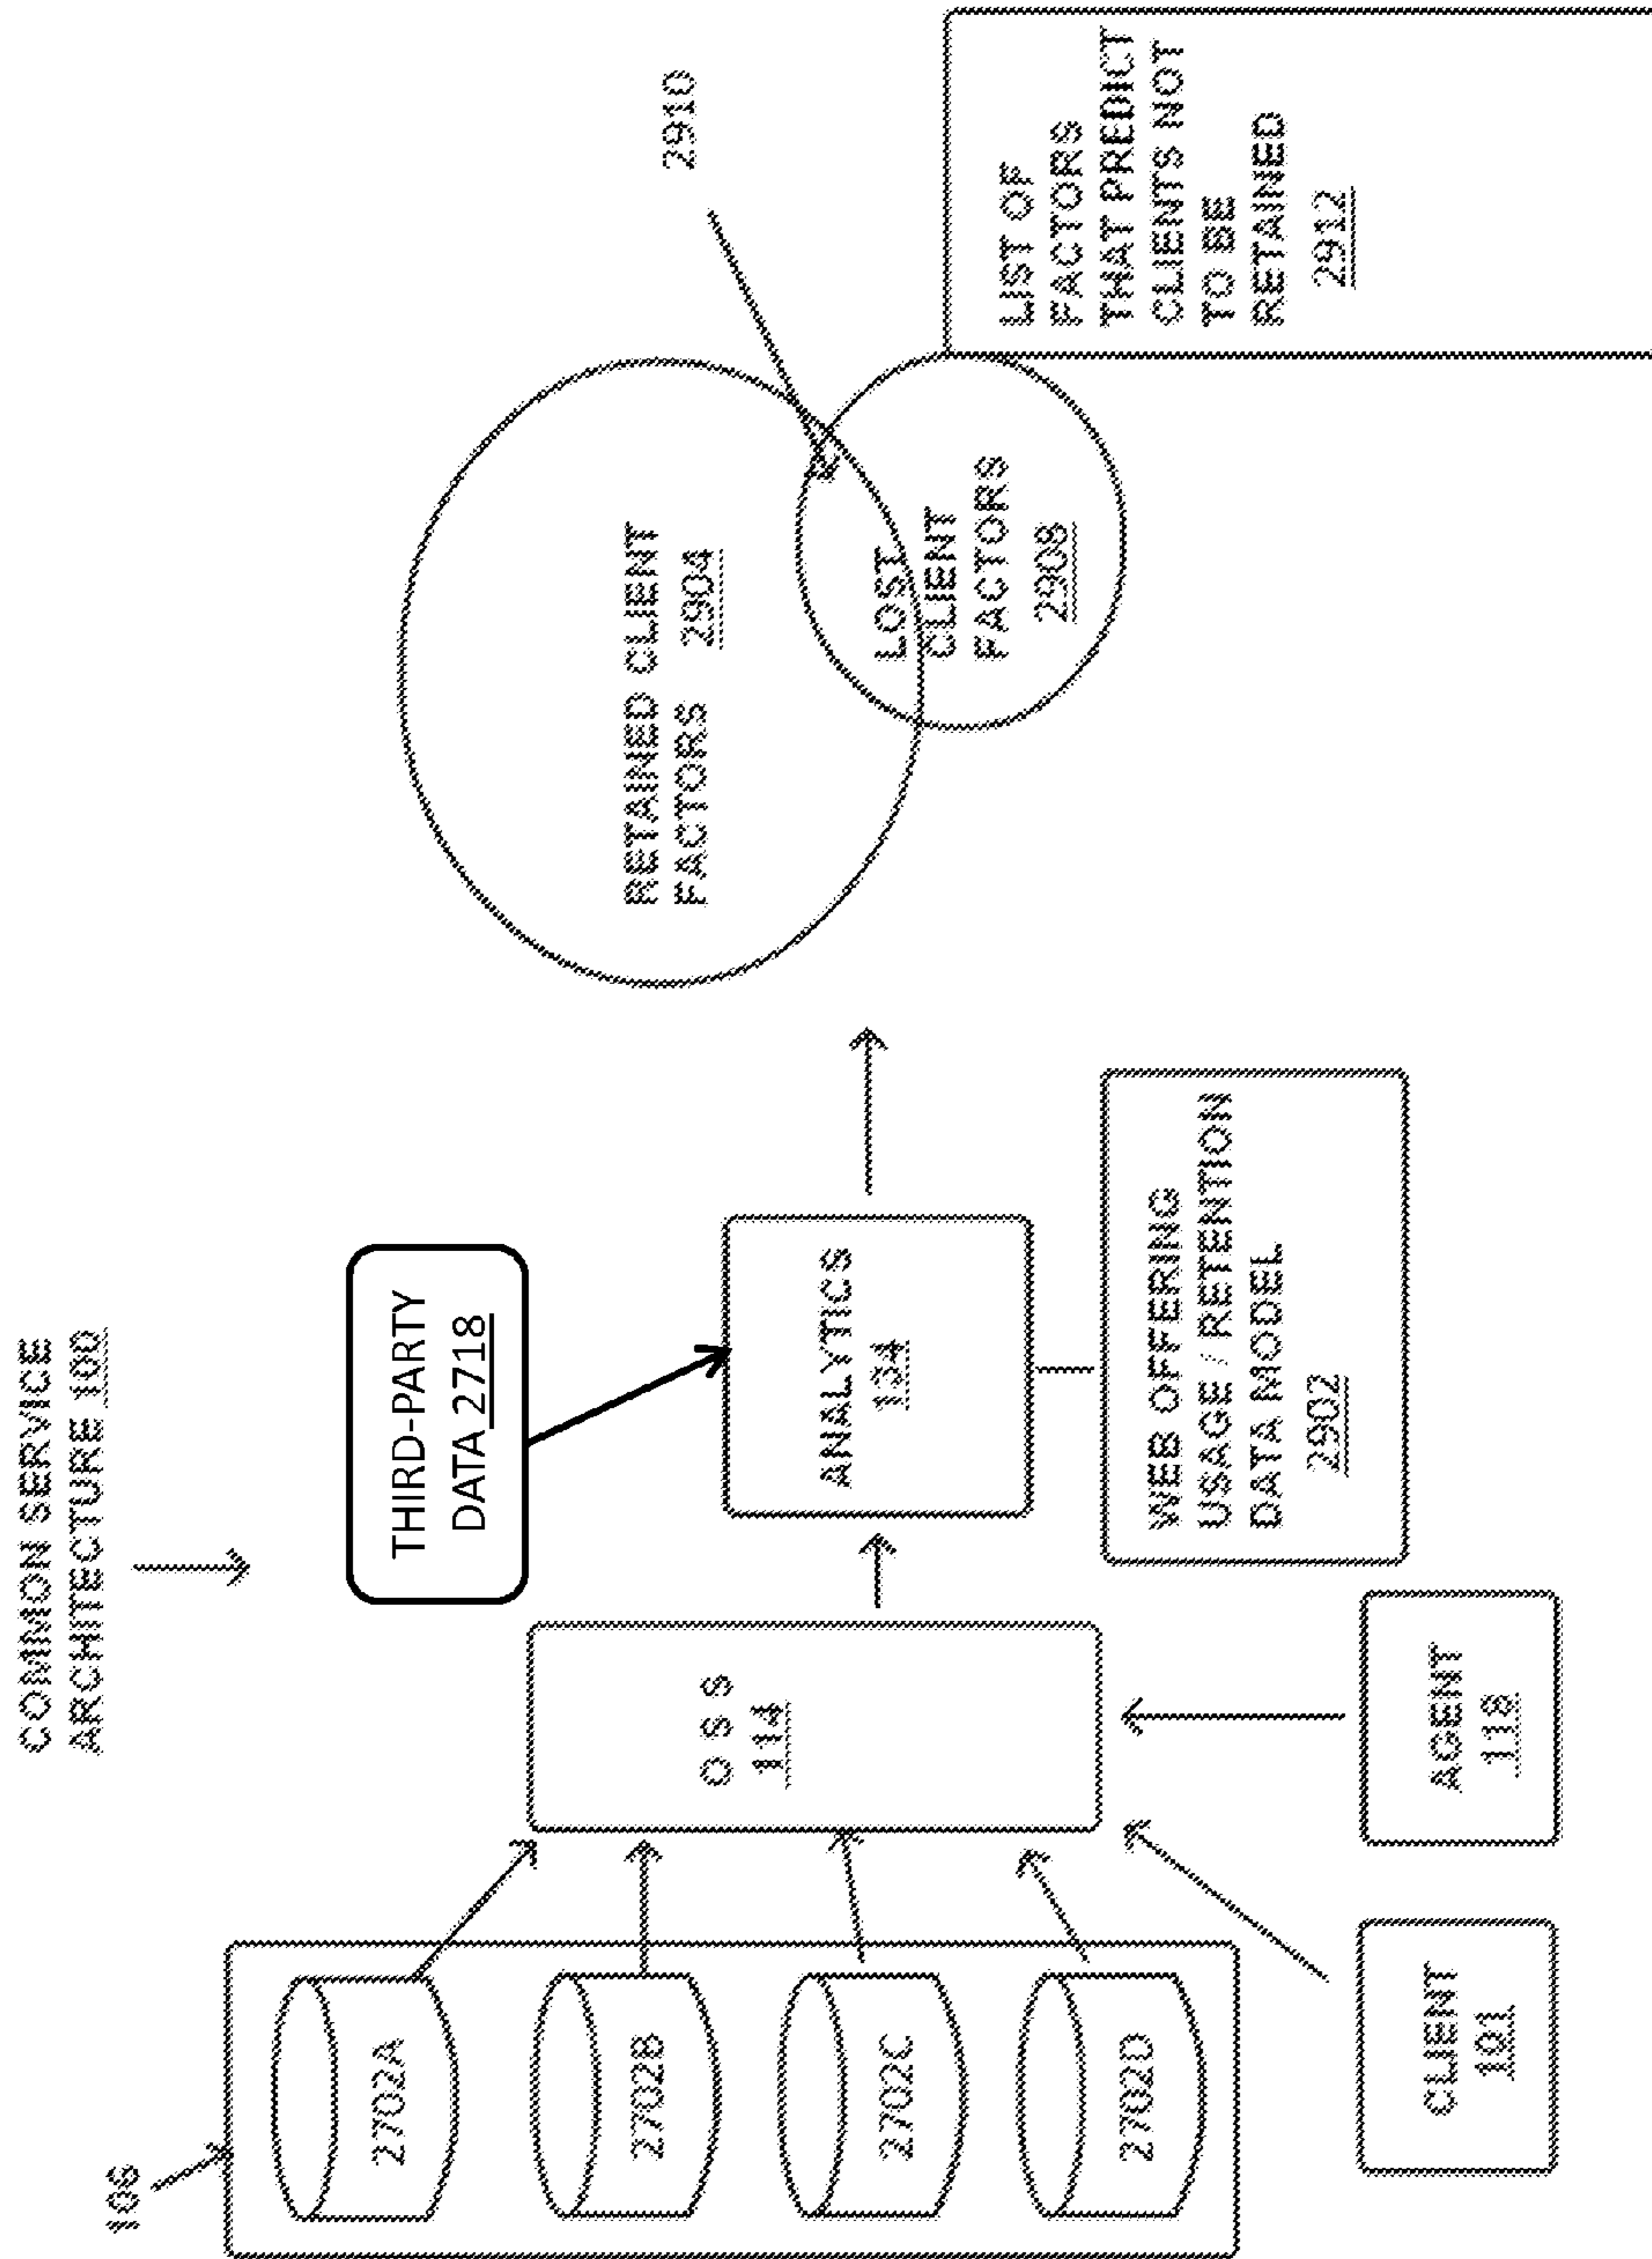 COMMON SERVICE
ARCHITECTURE 100
106
2702A
2702B
2702C
2702D
CLIENT
101
AGENT
118
O S S
114
THIRD-PARTY
DATA 2718
ANALYTICS
134
WEB OFFERING
USAGE / RETENTION
DATA MODEL
2902
RETAINED CLIENT
FACTORS 2904
LOST
CLIENT
FACTORS
2908
2910
LIST OF
FACTORS
THAT PREDICT
CLIENTS NOT
TO BE
RETAINED
2912